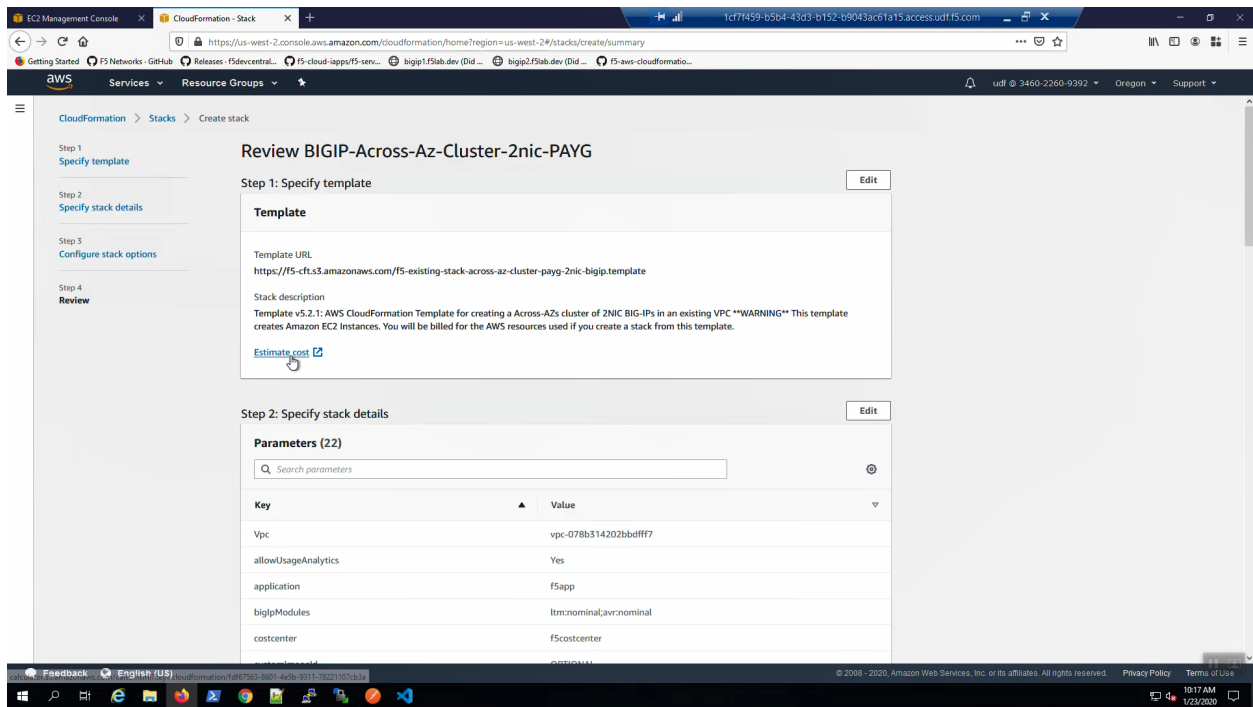 EC2 Management Console
CloudFormation - Stack
1cf7f459-b5b4-43d3-b152-b9043ac61a15.access.udf.f5.com
https://us-west-2.console.aws.amazon.com/cloudformation/home?region=us-west-2#/stacks/create/summary
Getting Started F5 Networks - GitHub Releases · f5devcentral... f5-cloud-iapps/f5-serv... bigip1.f5lab.dev (Did ... bigip2.f5lab.dev (Did ... f5-aws-cloudformatio...
aws Services Resource Groups udf @ 3460-2260-9392 Oregon Support
CloudFormation > Stacks > Create stack
Step 1
Specify template
Step 2
Specify stack details
Step 3
Configure stack options
Step 4
Review
Review BIGIP-Across-Az-Cluster-2nic-PAYG
Step 1: Specify template
Edit
Template
Template URL
https://f5-cft.s3.amazonaws.com/f5-existing-stack-across-az-cluster-payg-2nic-bigip.template
Stack description
Template v5.2.1: AWS CloudFormation Template for creating a Across-AZs cluster of 2NIC BIG-IPs in an existing VPC **WARNING** This template
creates Amazon EC2 Instances. You will be billed for the AWS resources used if you create a stack from this template.
Estimate cost
Step 2: Specify stack details
Edit
Parameters (22)
Search parameters
Key Value
Vpc vpc-078b314202bbdfff7
allowUsageAnalytics Yes
application f5app
bigIpModules ltm:nominal;avr:nominal
costcenter f5costcenter
customImageId OPTIONAL
Feedback English (US)
© 2008 - 2020, Amazon Web Services, Inc. or its affiliates. All rights reserved. Privacy Policy Terms of Use
10:17 AM
1/23/2020